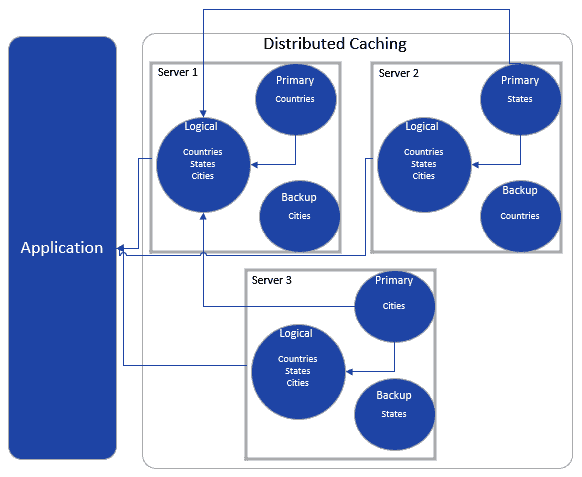 Distributed Caching
Application
Server 1
Primary
Countries
Logical
Countries
States
Cities
Backup
Cities
Server 2
Primary
States
Logical
Countries
States
Cities
Backup
Countries
Server 3
Primary
Cities
Logical
Countries
States
Cities
Backup
States